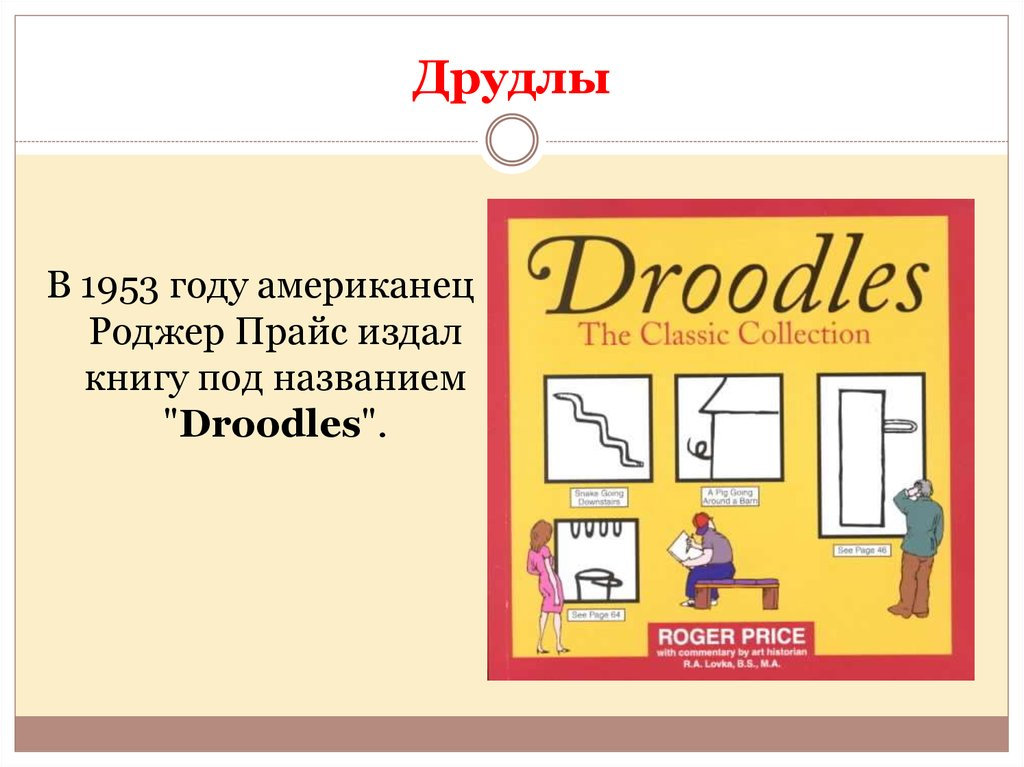 Друдлы
В 1953 году американец
Роджер Прайс издал
книгу под названием
"Droodles".
Droodles
The Classic Collection
Snake Going
Downstairs
A Pig Going
Around a Barn
See Page 46
See Page 64
ROGER PRICE
with commentary by art historian
R.A. Lovka, B.S., M.A.